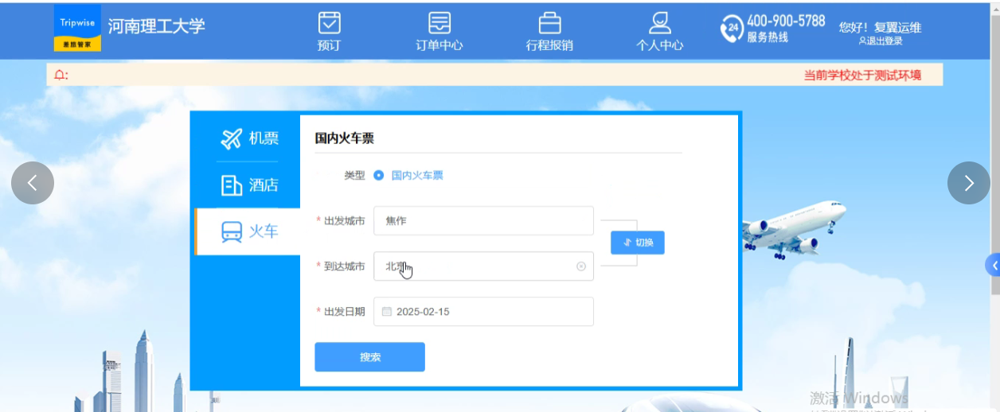 Tripwise
差旅管家
河南理工大学
预订
订单中心
行程报销
个人中心
24
400-900-5788
服务热线
您好！复翼运维
退出登录
当前学校处于测试环境
机票
酒店
火车
国内火车票
类型 国内火车票
* 出发城市 焦作
切换
* 到达城市 北京
* 出发日期 2025-02-15
搜索
激活 Windows